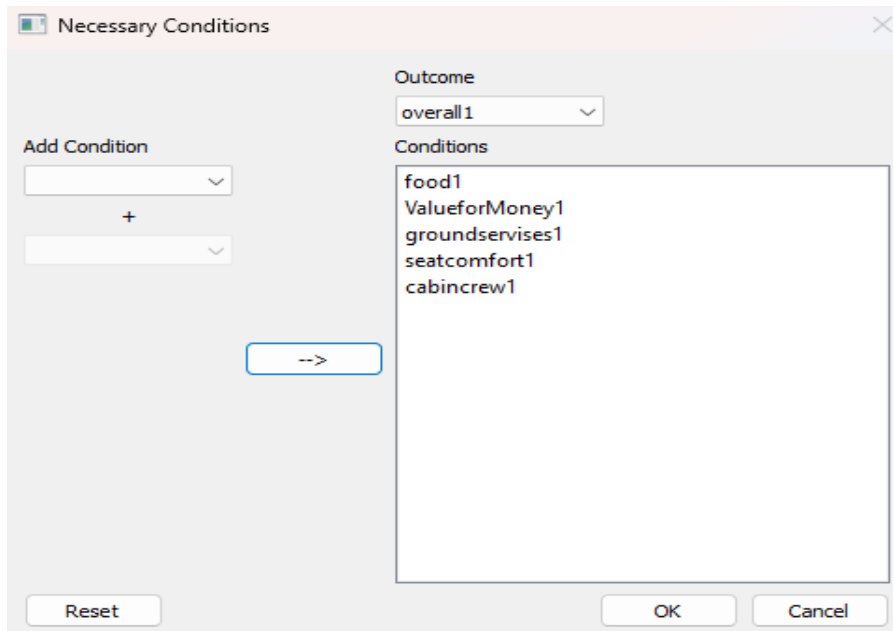 Necessary Conditions
Outcome
overall1
Add Condition
Conditions
+
food1
ValueforMoney1
groundservises1
seatcomfort1
cabincrew1
-->
Reset
OK
Cancel